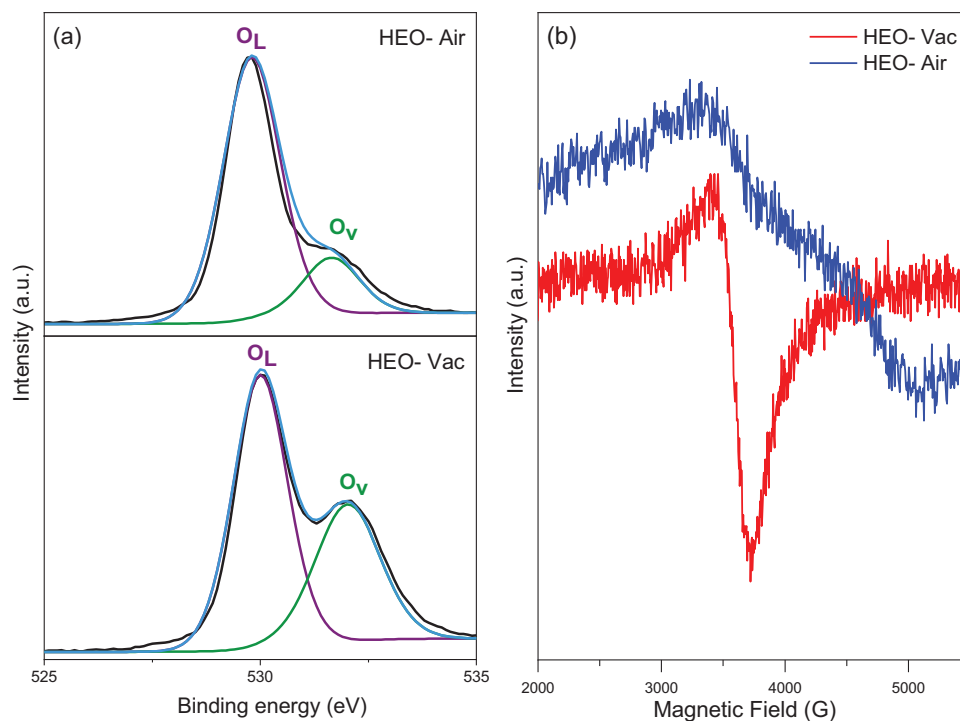 (a)
O_L
HEO- Air
O_v
O_L
HEO- Vac
O_v
Intensity (a.u.)
525
530
535
Binding energy (eV)
(b)
HEO- Vac
HEO- Air
Intensity (a.u.)
2000
3000
4000
5000
Magnetic Field (G)